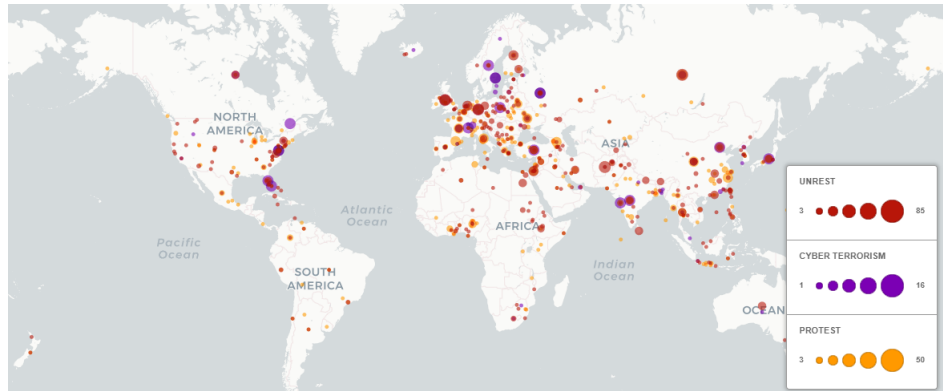 NORTH
AMERICA
ASIA
Atlantic
Ocean
AFRICA
Pacific
Ocean
Indian
Ocean
SOUTH
AMERICA
OCEAN
UNREST
3 85
CYBER TERRORISM
1 16
PROTEST
3 50